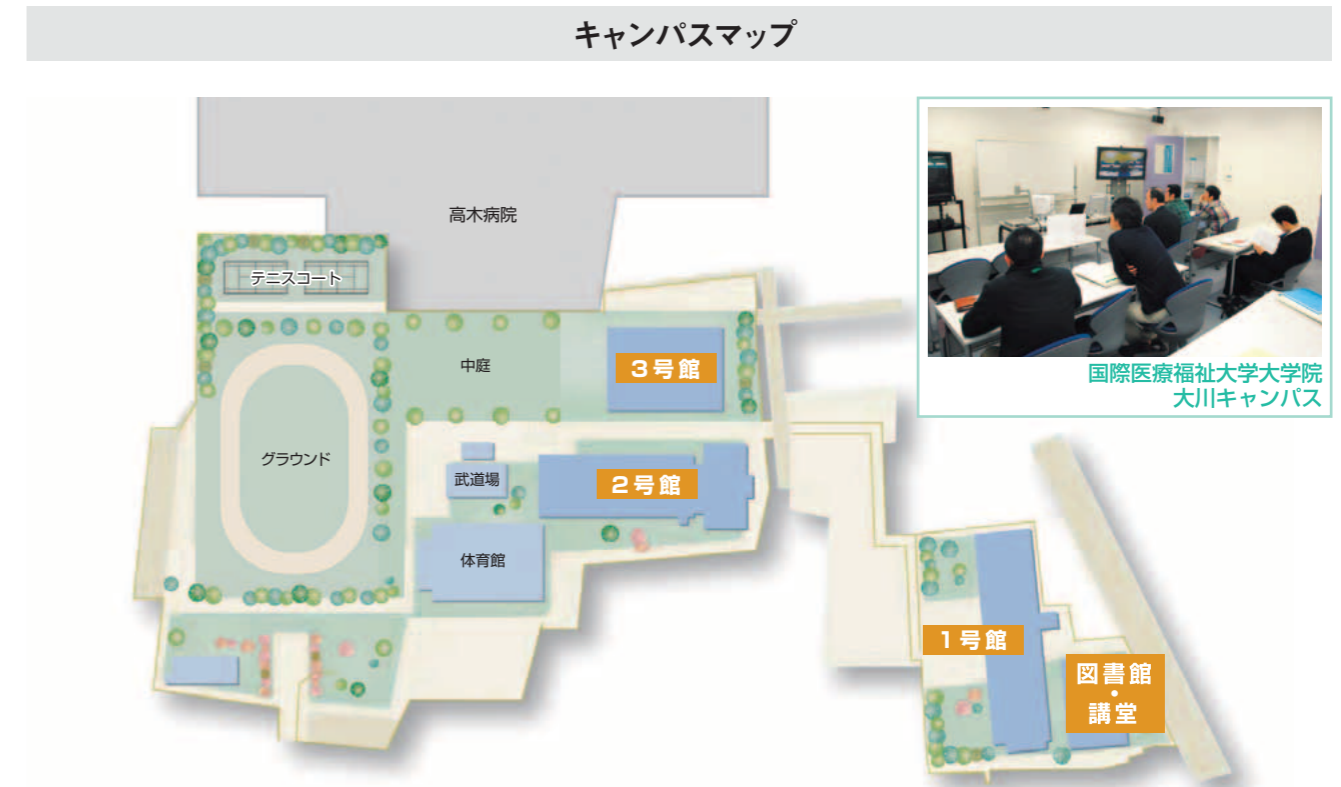 キャンパスマップ
高木病院
テニスコート
中庭
3号館
グラウンド
武道場
2号館
体育館
国際医療福祉大学大学院
大川キャンパス
1号館
図書館
・
講堂